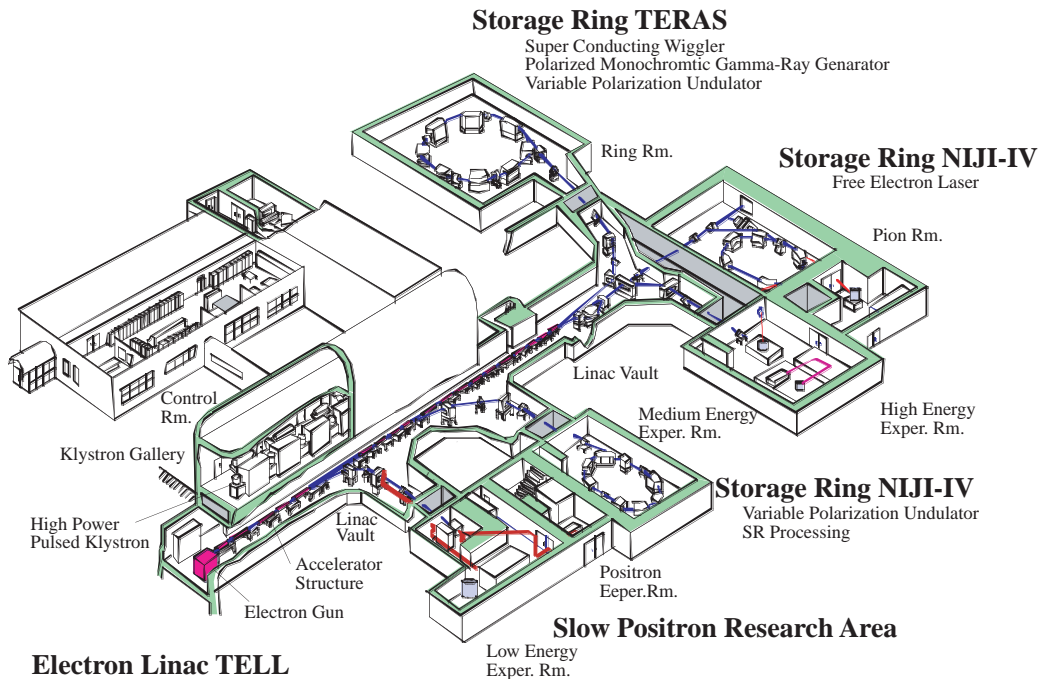 Storage Ring TERAS
Super Conducting Wiggler
Polarized Monochromtic Gamma-Ray Genarator
Variable Polarization Undulator
Ring Rm.
Storage Ring NIJI-IV
Free Electron Laser
Pion Rm.
Linac Vault
Control
Rm.
Medium Energy
Exper. Rm.
High Energy
Exper. Rm.
Klystron Gallery
Storage Ring NIJI-IV
Variable Polarization Undulator
SR Processing
High Power
Pulsed Klystron
Linac
Vault
Accelerator
Structure
Positron
Eeper.Rm.
Electron Gun
Slow Positron Research Area
Low Energy
Exper. Rm.
Electron Linac TELL